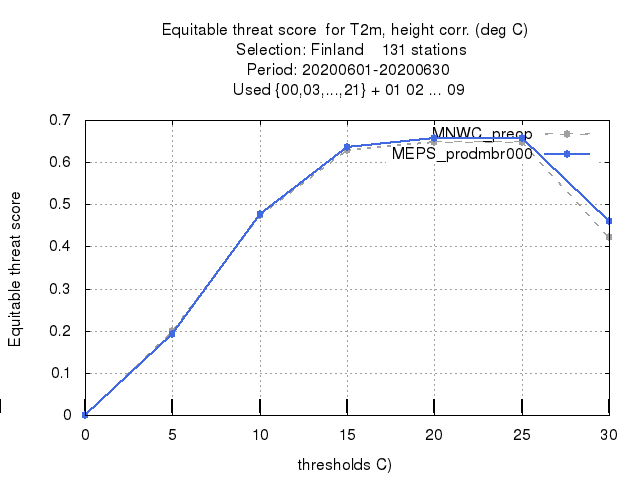 Equitable threat score for T2m, height corr. (deg C)
Selection: Finland 131 stations
Period: 20200601-20200630
Used {00,03,...,21} + 01 02 ... 09
0.7
MNWC_preop
0.6
MEPS_prodmbr000
0.5
0.4
0.3
0.2
0.1
0
Equitable threat score
0 5 10 15 20 25 30
thresholds C)